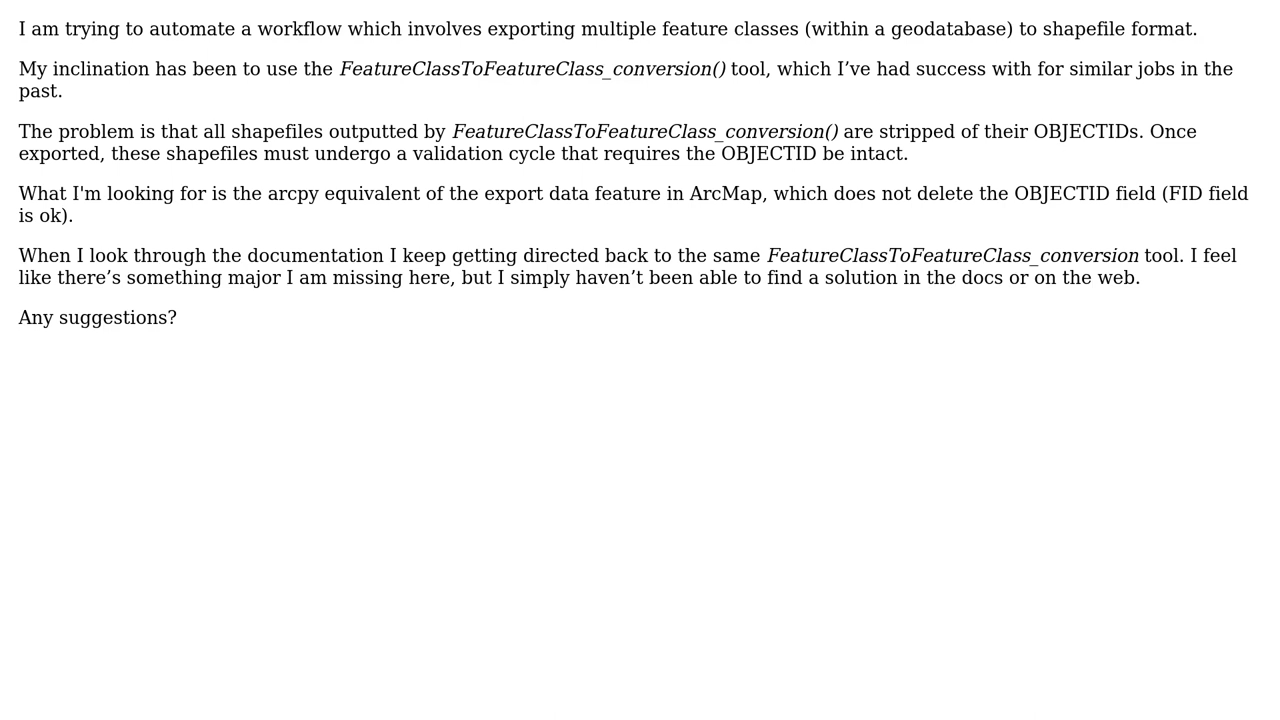 I am trying to automate a workflow which involves exporting multiple feature classes (within a geodatabase) to shapefile format.
My inclination has been to use the FeatureClassToFeatureClass_conversion() tool, which I’ve had success with for similar jobs in the
past.
The problem is that all shapefiles outputted by FeatureClassToFeatureClass_conversion() are stripped of their OBJECTIDs. Once
exported, these shapefiles must undergo a validation cycle that requires the OBJECTID be intact.
What I'm looking for is the arcpy equivalent of the export data feature in ArcMap, which does not delete the OBJECTID field (FID field
is ok).
When I look through the documentation I keep getting directed back to the same FeatureClassToFeatureClass_conversion tool. I feel
like there’s something major I am missing here, but I simply haven’t been able to find a solution in the docs or on the web.
Any suggestions?